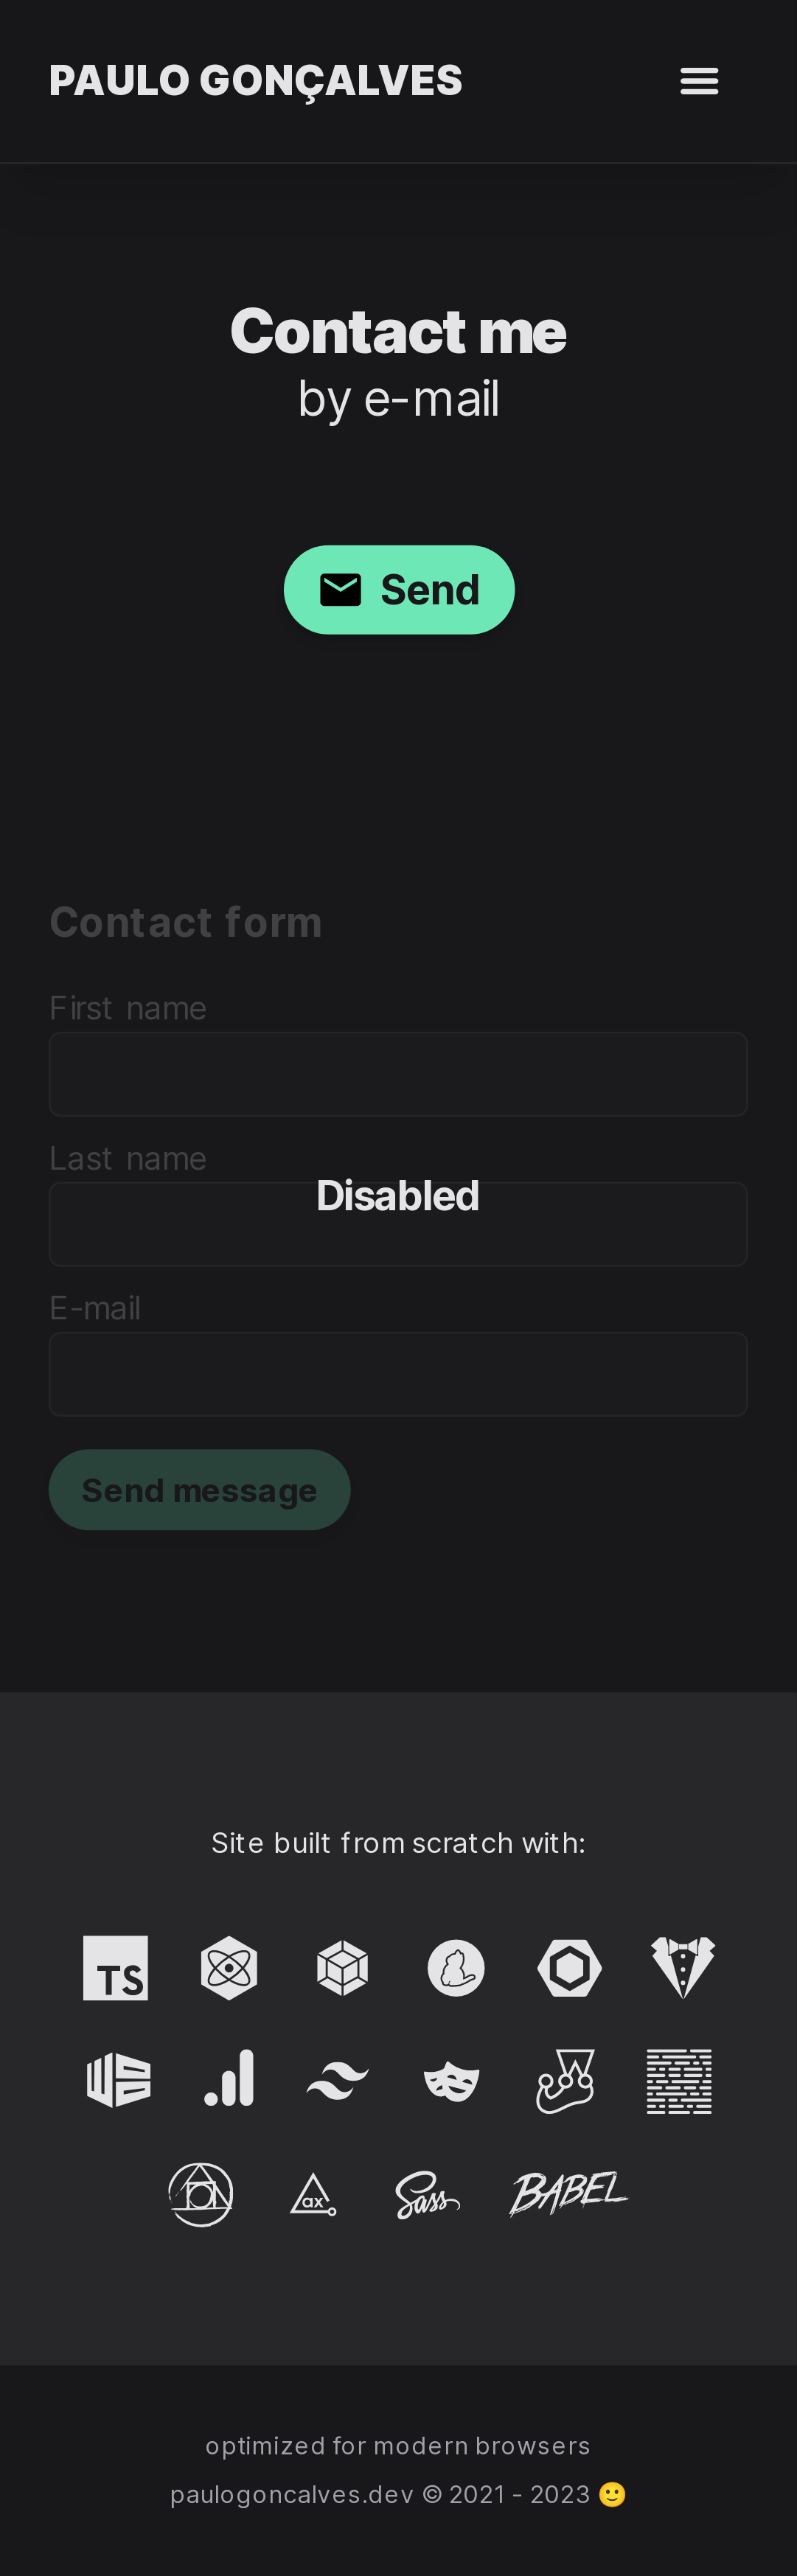 PAULO GONÇALVES
Contact me
by e-mail
Send
Contact form
First name
Last name
Disabled
E-mail
Send message
Site built from scratch with:
TS
ax
Sass
BABEL
optimized for modern browsers
paulogoncalves.dev © 2021 - 2023 🙂